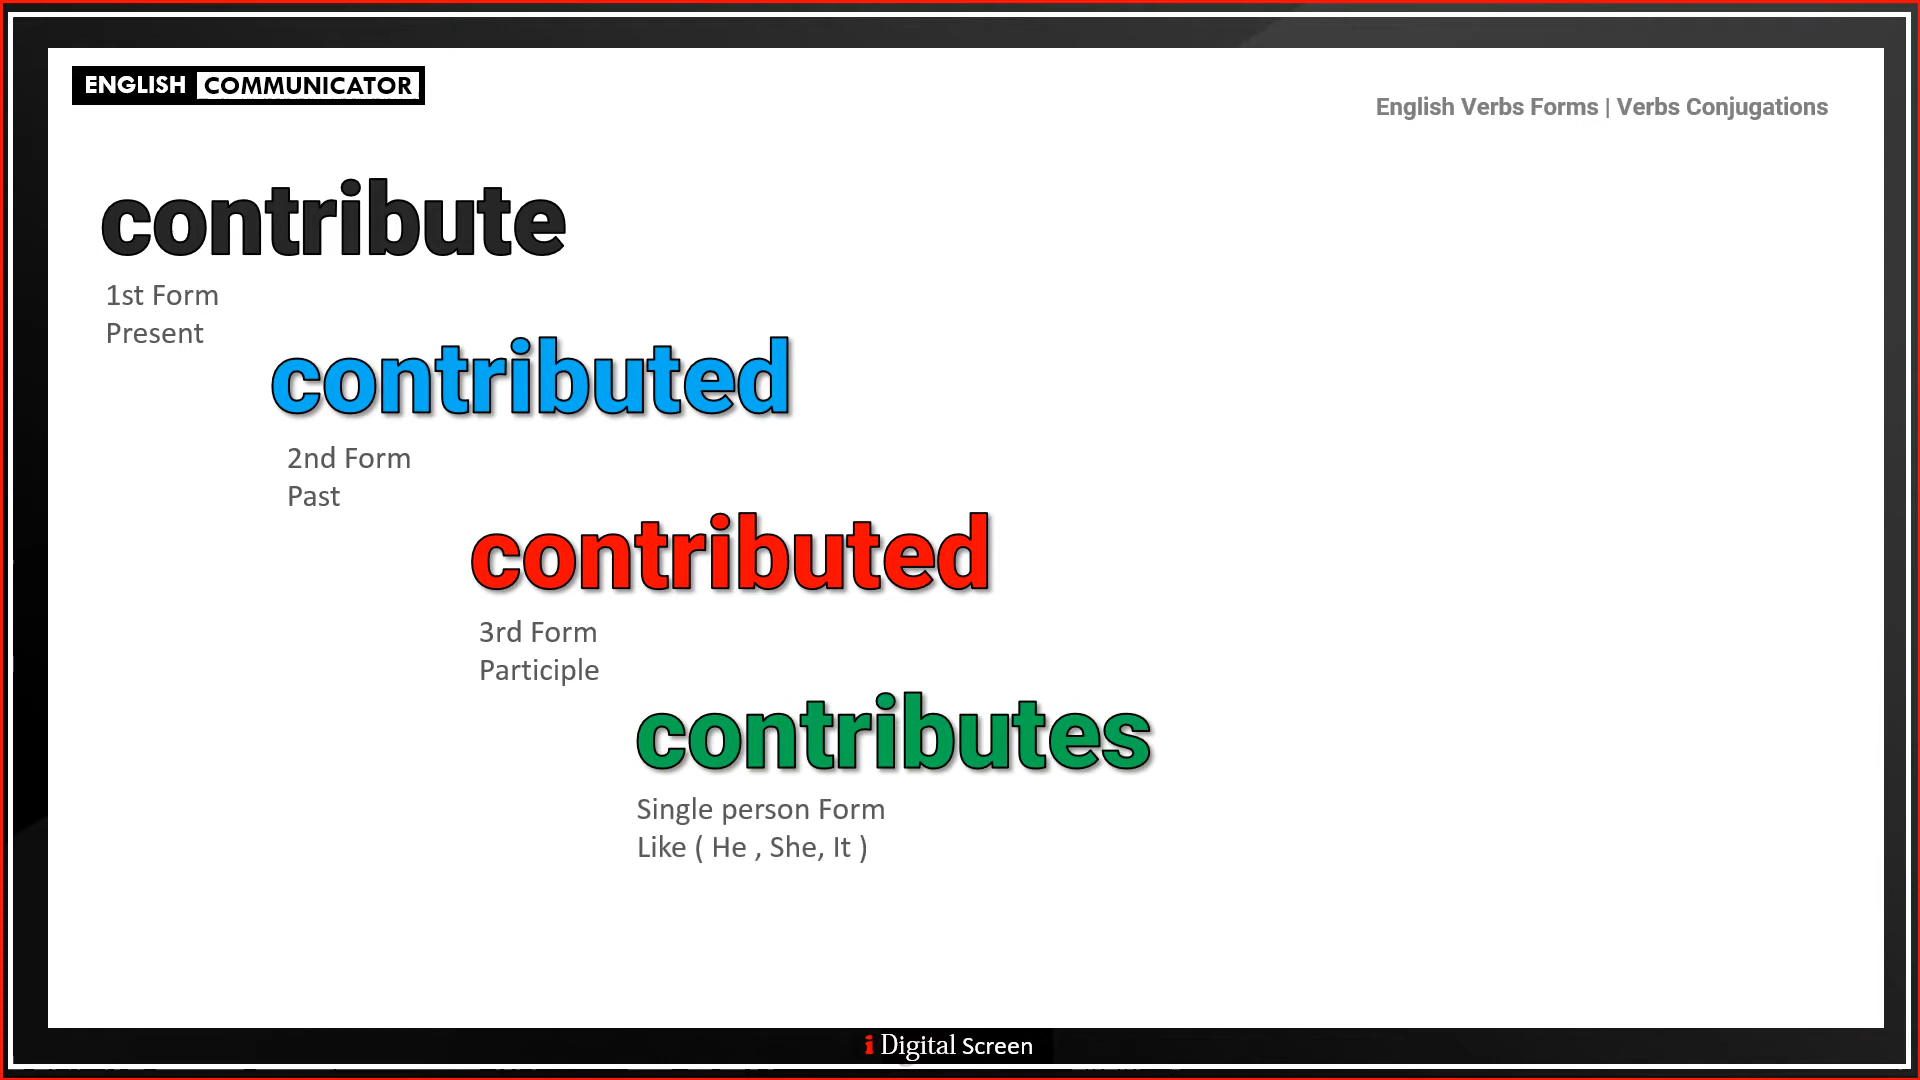 ENGLISH COMMUNICATOR
English Verbs Forms | Verbs Conjugations
contribute
1st Form
Present
contributed
2nd Form
Past
contributed
3rd Form
Participle
contributes
Single person Form
Like ( He , She, It )
i Digital Screen